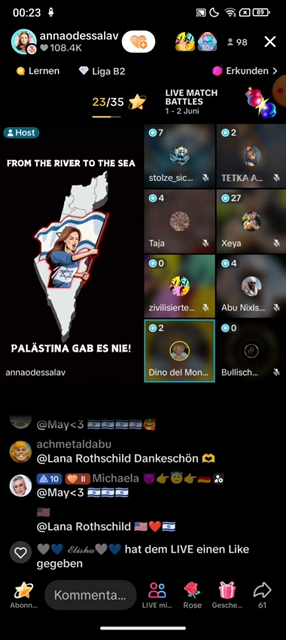 00:23
89
annaodessalav
108.4K
98
Lernen
Liga B2
Erkunden
23/35
LIVE MATCH
BATTLES
1 - 2 Juni
Host
FROM THE RIVER TO THE SEA
PALÄSTINA GAB ES NIE!
annaodessalav
7
stolze_sic...
2
ТЕТКА А...
4
Taja
27
Xeya
0
zivilisierte...
4
Abu Nixls...
2
Dino del Mon...
0
Bullisch...
@May<3 🇮🇱🇮🇱🇮🇱🇮🇱🥰
achmetaldabu
@Lana Rothschild Dankeschön 🫶
10 II Michaela 😈👉😇👉🇩🇪
@May<3 🇮🇱🇮🇱🇮🇱
🇺🇸
@Lana Rothschild 🇺🇸❤️🇮🇱
🩶💙 𝓔𝓵𝓲𝓼𝓱𝓪🩶💙 hat dem LIVE einen Like
gegeben
Abonn...
Kommenta...
LIVE mi...
Rose
Gesche...
61